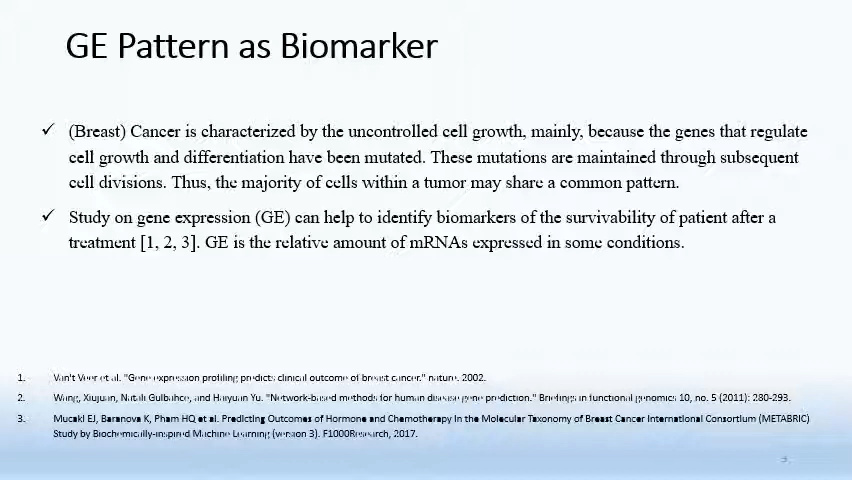 GE Pattern as Biomarker
✓ (Breast) Cancer is characterized by the uncontrolled cell growth, mainly, because the genes that regulate
cell growth and differentiation have been mutated. These mutations are maintained through subsequent
cell divisions. Thus, the majority of cells within a tumor may share a common pattern.
✓ Study on gene expression (GE) can help to identify biomarkers of the survivability of patient after a
treatment [1, 2, 3]. GE is the relative amount of mRNAs expressed in some conditions.
1. Van't Veer et al. "Gene expression profiling predicts clinical outcome of breast cancer." nature. 2002.
2. Wang, Xiujuan, Natali Gulbahce, and Haiyuan Yu. "Network-based methods for human disease gene prediction." Briefings in functional genomics 10, no. 5 (2011): 280-293.
3. Mucaki EJ, Baranova K, Pham HQ et al. Predicting Outcomes of Hormone and Chemotherapy in the Molecular Taxonomy of Breast Cancer International Consortium (METABRIC)
Study by Biochemically-inspired Machine Learning (version 3). F1000Research, 2017.